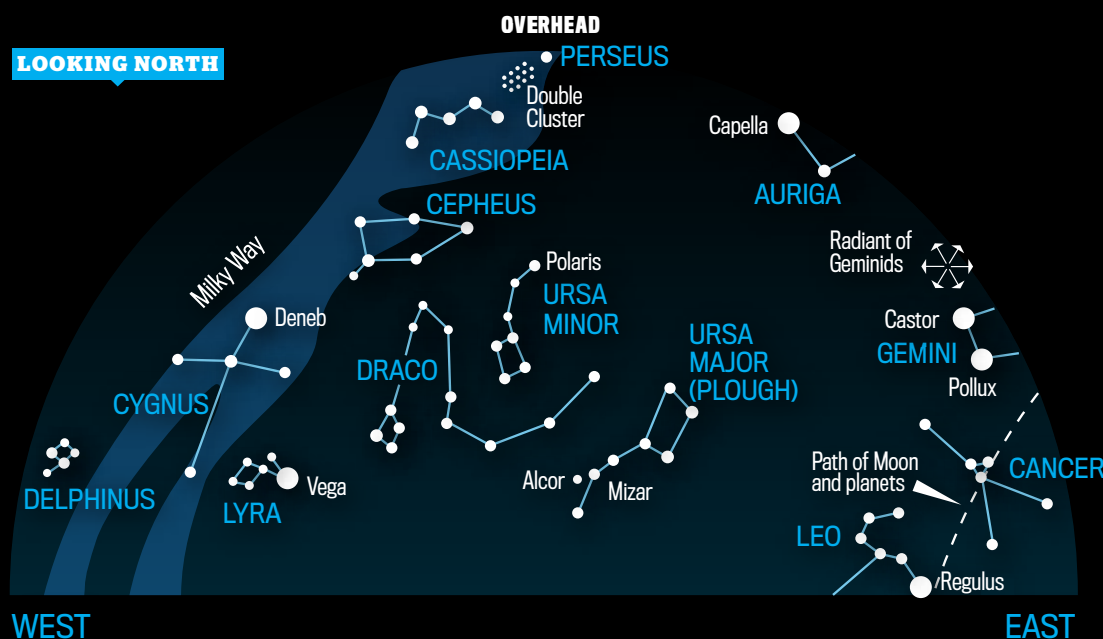 OVERHEAD
LOOKING NORTH
PERSEUS
Double
Cluster
CASSIOPEIA
Capella
AURIGA
CEPHEUS
Radiant of
Geminids
Milky Way
Polaris
URSA
MINOR
Deneb
Castor
GEMINI
Pollux
URSA
MAJOR
(PLOUGH)
DRACO
CYGNUS
DELPHINUS
LYRA
Vega
Alcor
Mizar
Path of Moon
and planets
CANCER
LEO
Regulus
WEST
EAST